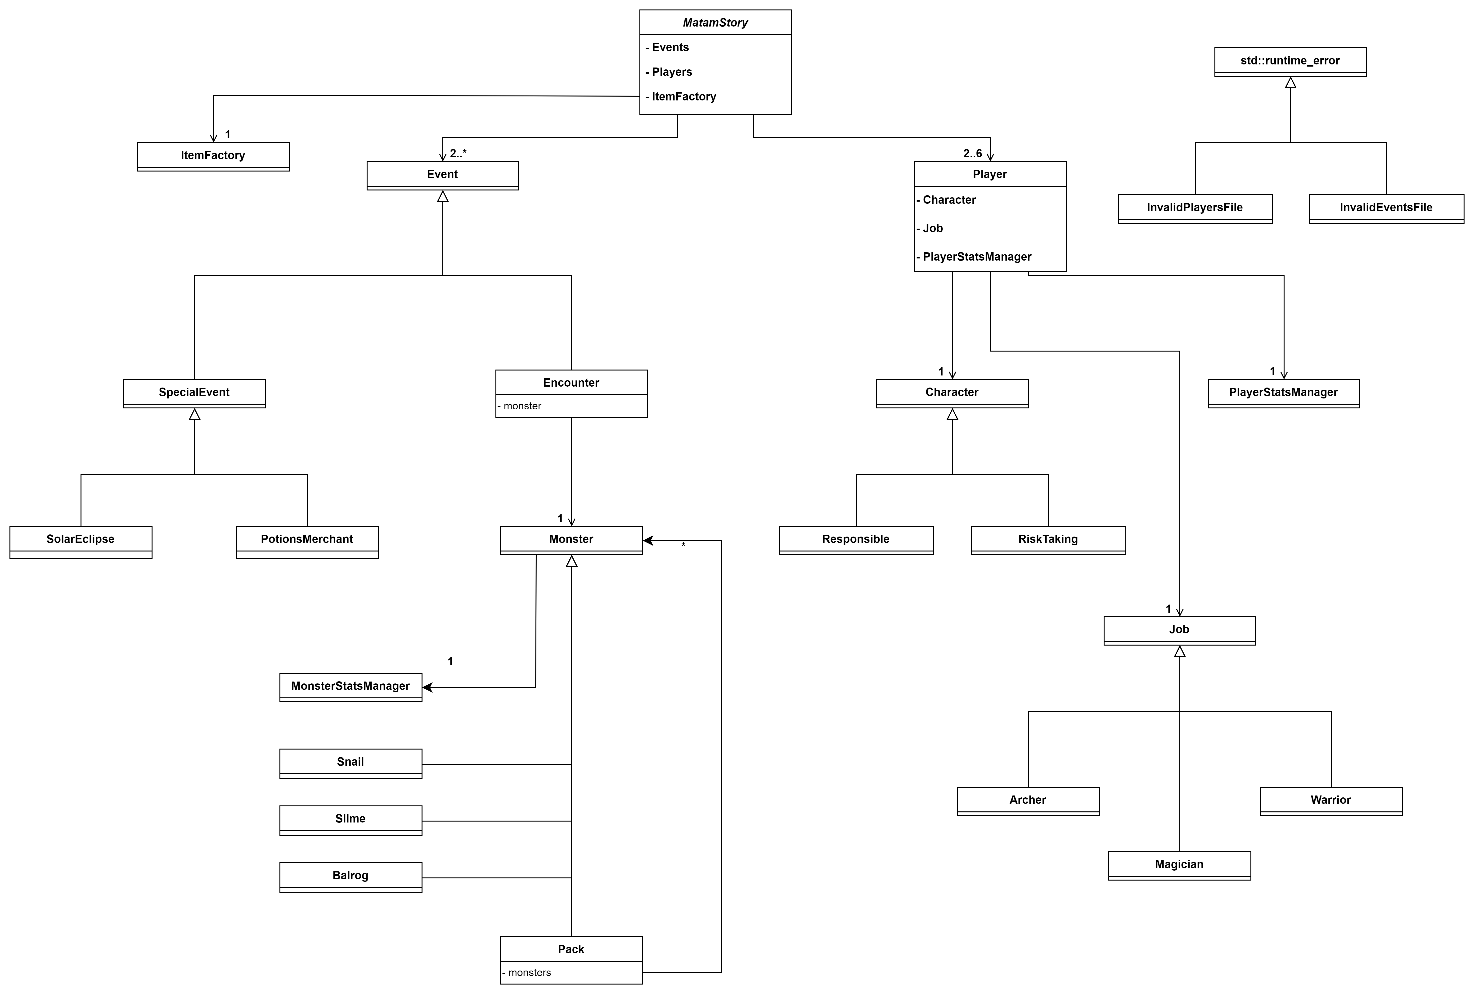 MatamStory
- Events
- Players
- ItemFactory
std::runtime_error
1
ItemFactory
2..*
Event
2..6
Player
- Character
- Job
- PlayerStatsManager
InvalidPlayersFile
InvalidEventsFile
SpecialEvent
Encounter
- monster
1
Character
1
PlayerStatsManager
SolarEclipse
PotionsMerchant
1
Monster
*
Responsible
RiskTaking
1
Job
1
MonsterStatsManager
Snail
Slime
Balrog
Archer
Warrior
Magician
Pack
- monsters